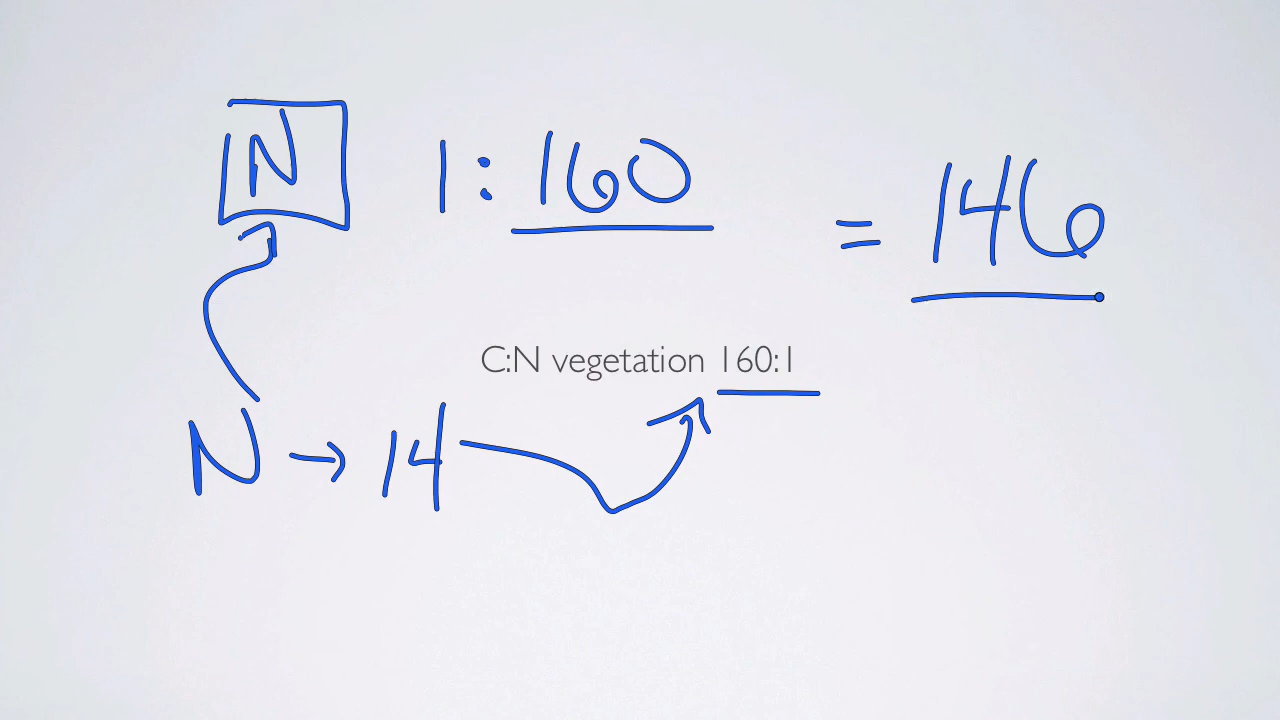 N 1:160 = 146
C:N vegetation 160:1
N → 14